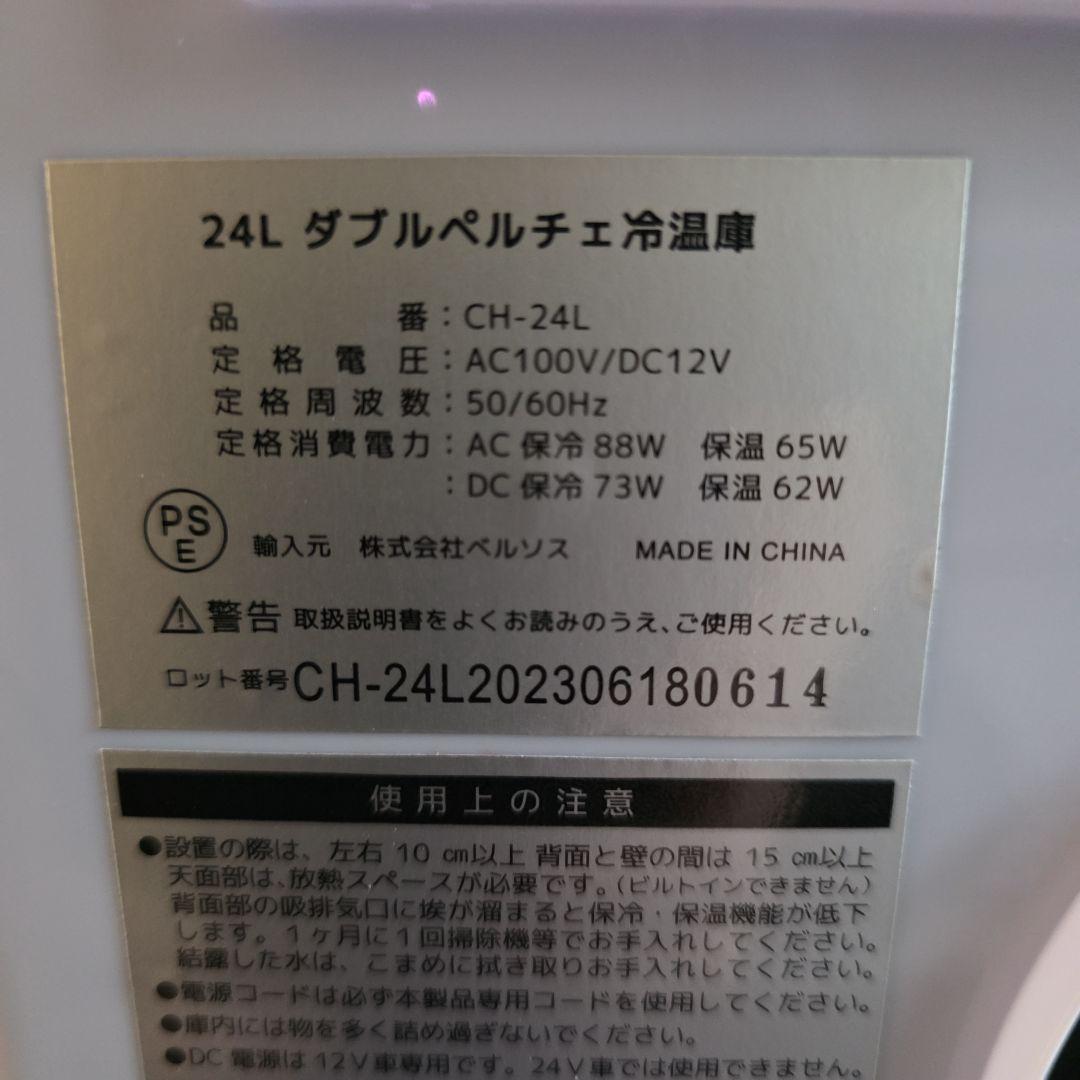 24L ダブルペルチェ冷温庫
品番：CH-24L
定格電圧：AC100V/DC12V
定格周波数：50/60Hz
定格消費電力：AC 保冷 88W 保温 65W
：DC 保冷 73W 保温 62W
PS
E
輸入元 株式会社ベルソス MADE IN CHINA
警告 取扱説明書をよくお読みのうえ、ご使用ください。
ロット番号CH-24L202306180614
使用上の注意
●設置の際は、左右 10 cm以上 背面と壁の間は 15 cm以上
天面部は、放熱スペースが必要です。（ビルトインできません）
背面部の吸排気口に埃が溜まると保冷・保温機能が低下
します。1ヶ月に1回掃除機等でお手入れしてください。
結露した水は、こまめに拭き取りお手入れしてください。
●電源コードは必ず本製品専用コードを使用してください。
●庫内には物を多く詰め過ぎないでください。
●DC 電源は 12V車専用です。24V車では使用できません。